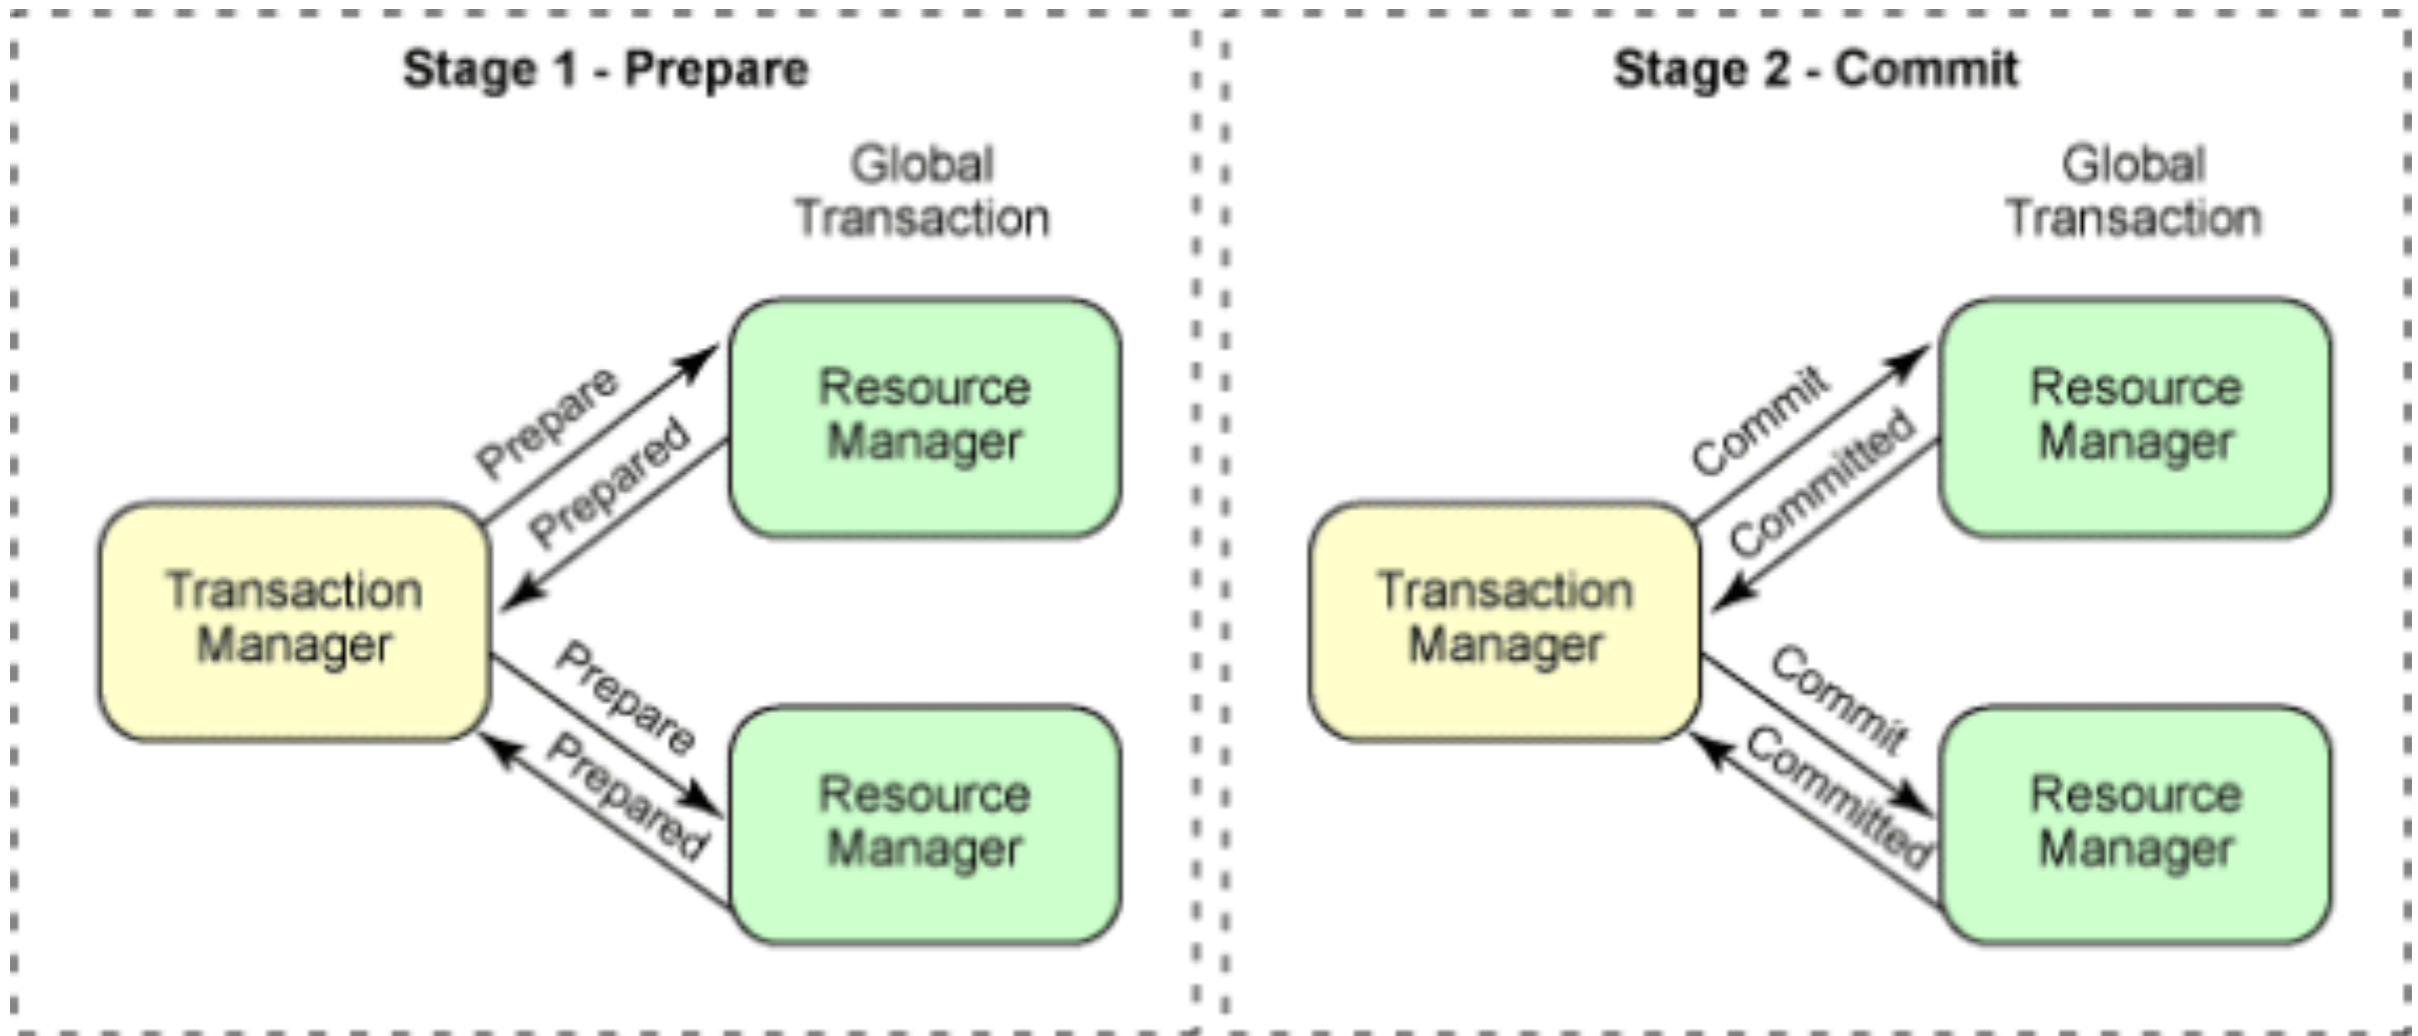 Stage 1 - Prepare
Global
Transaction
Prepare
Prepared
Resource
Manager
Transaction
Manager
Prepare
Prepared
Resource
Manager
Stage 2 - Commit
Global
Transaction
Commit
Committed
Resource
Manager
Transaction
Manager
Commit
Committed
Resource
Manager